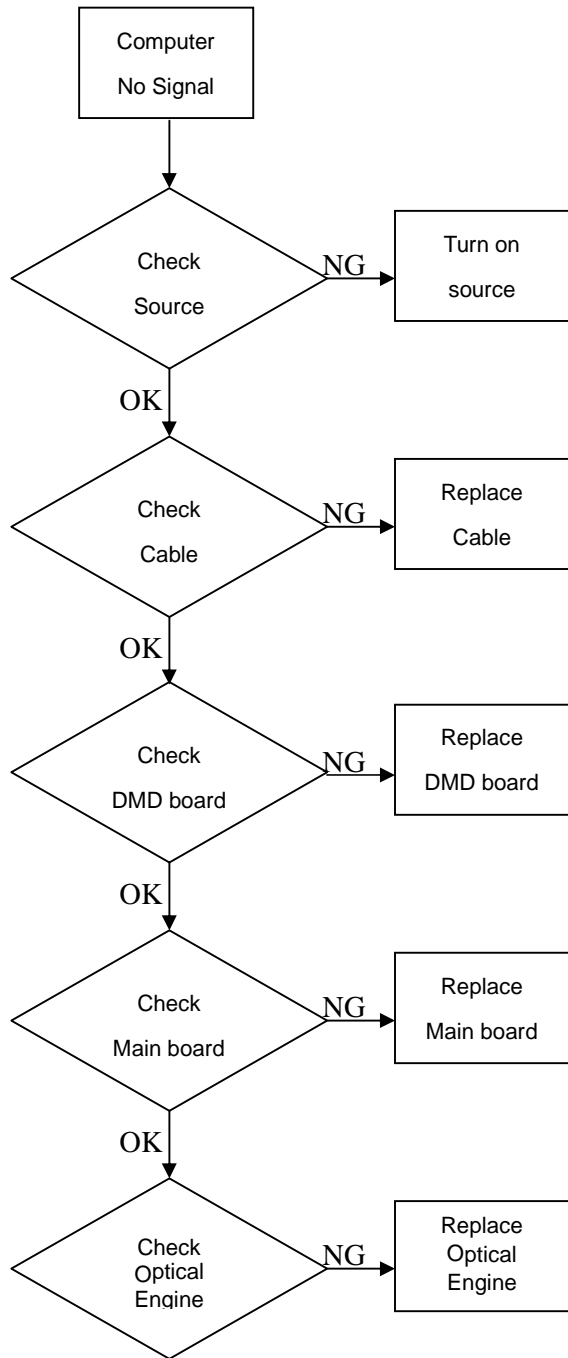 Computer
No Signal
Check
Source
NG
Turn on
source
OK
Check
Cable
NG
Replace
Cable
OK
Check
DMD board
NG
Replace
DMD board
OK
Check
Main board
NG
Replace
Main board
OK
Check
Optical
Engine
NG
Replace
Optical
Engine